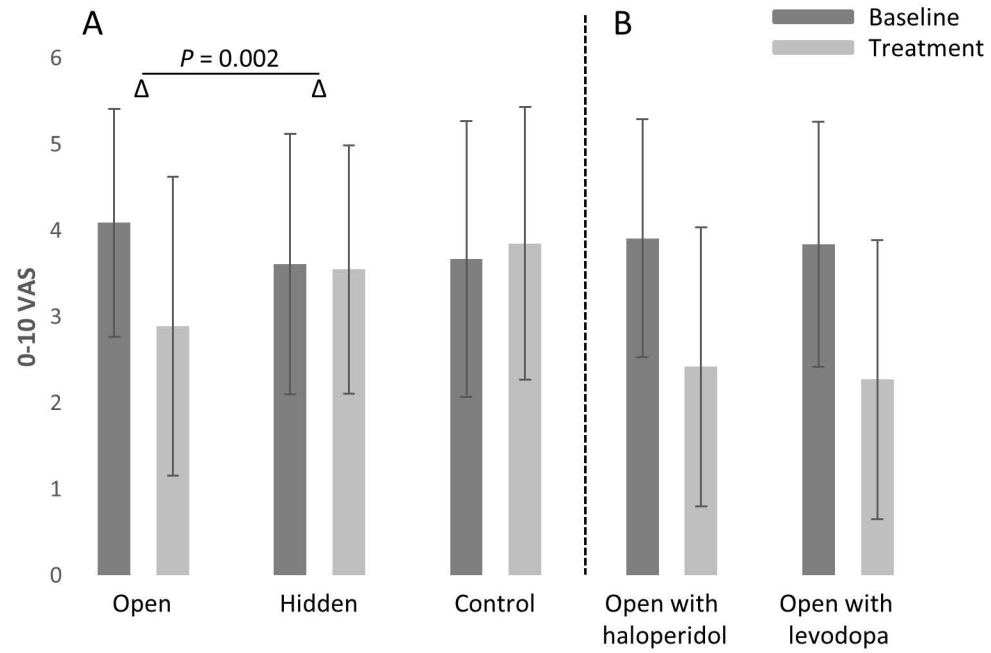 A
B
Baseline
Treatment
P = 0.002
Δ Δ
6
5
4
3
2
1
0
0-10 VAS
Open
Hidden
Control
Open with
haloperidol
Open with
levodopa